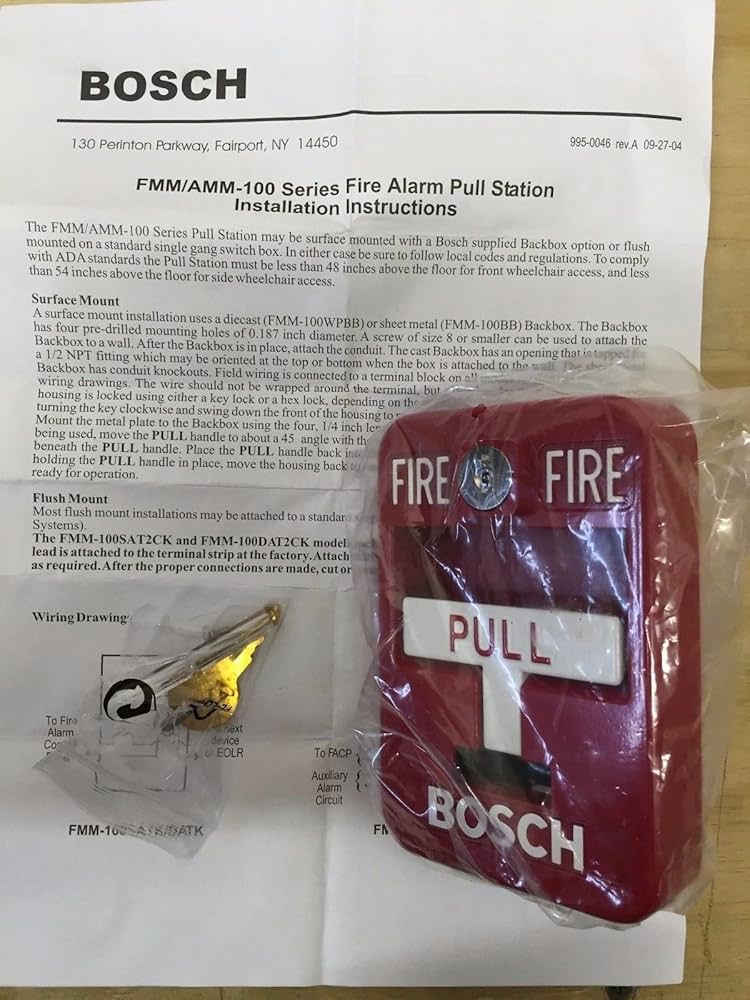 BOSCH
130 Perinton Parkway, Fairport, NY 14450
995-0046 rev.A 09-27-04
FMM/AMM-100 Series Fire Alarm Pull Station
Installation Instructions
The FMM/AMM-100 Series Pull Station may be surface mounted with a Bosch supplied Backbox option or flush
mounted on a standard single gang switch box. In either case be sure to follow local codes and regulations. To comply
with ADA standards the Pull Station must be less than 48 inches above the floor for front wheelchair access, and less
than 54 inches above the floor for side wheelchair access.
Surface Mount
A surface mount installation uses a diecast (FMM-100WPBB) or sheet metal (FMM-100BB) Backbox. The Backbox
has four pre-drilled mounting holes of 0.187 inch diameter. A screw of size 8 or smaller can be used to attach the
Backbox to a wall. After the Backbox is in place, attach the conduit. The cast Backbox has an opening that is tapped for
a 1/2 NPT fitting which may be oriented at the top or bottom when the box is attached to the wall. The
Backbox has conduit knockouts. Field wiring is connected to a terminal block on all
wiring drawings. The wire should not be wrapped around the terminal, but
housing is locked using either a key lock or a hex lock, depending on the
turning the key clockwise and swing down the front of the housing to
Mount the metal plate to the Backbox using the four, 1/4 inch
being used, move the PULL handle to about a 45 angle with the
beneath the PULL handle. Place the PULL handle back
holding the PULL handle in place, move the housing back
ready for operation.
Flush Mount
Most flush mount installations may be attached to a standard
Systems).
The FMM-100SAT2CK and FMM-100DAT2CK model
lead is attached to the terminal strip at the factory. Attach
as required. After the proper connections are made, cut or
Wiring Drawing
To
Alarm
device
EOLR
To FACP
Auxiliary
Alarm
Circuit
FMM-100SATK/DATK
FIRE FIRE
PULL
BOSCH